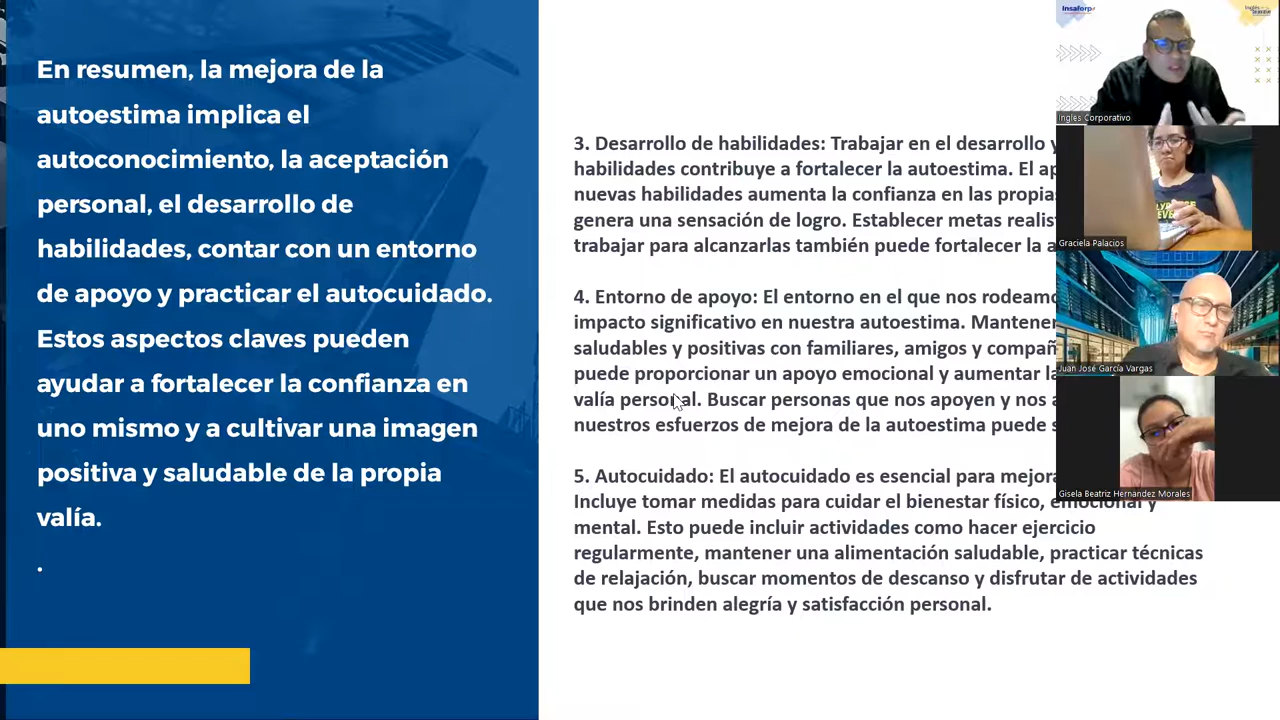 En resumen, la mejora de la
autoestima implica el
autoconocimiento, la aceptación
personal, el desarrollo de
habilidades, contar con un entorno
de apoyo y practicar el autocuidado.
Estos aspectos claves pueden
ayudar a fortalecer la confianza en
uno mismo y a cultivar una imagen
positiva y saludable de la propia
valía.
.
3. Desarrollo de habilidades: Trabajar en el desarrollo y
habilidades contribuye a fortalecer la autoestima. El
nuevas habilidades aumenta la confianza en las propias
genera una sensación de logro. Establecer metas
trabajar para alcanzarlas también puede fortalecer la
4. Entorno de apoyo: El entorno en el que nos
impacto significativo en nuestra autoestima. Mantener
saludables y positivas con familiares, amigos y
puede proporcionar un apoyo emocional y aumentar
valía personal. Buscar personas que nos apoyen y nos
nuestros esfuerzos de mejora de la autoestima puede
5. Autocuidado: El autocuidado es esencial para
Incluye tomar medidas para cuidar el bienestar físico, emocional y
mental. Esto puede incluir actividades como hacer ejercicio
regularmente, mantener una alimentación saludable, practicar técnicas
de relajación, buscar momentos de descanso y disfrutar de actividades
que nos brinden alegría y satisfacción personal.
Insaforp
Ingles Corporativo
Graciela Palacios
Juan José García Vargas
Gisela Beatriz Hernández Morales